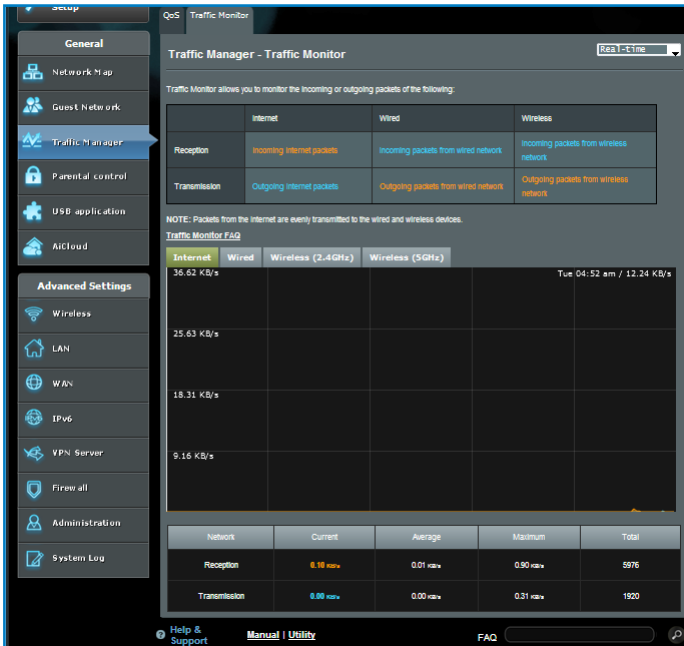 Setup
QoS Traffic Monitor
General
Network Map
Guest Network
Traffic Manager
Parental control
USB application
AiCloud
Advanced Settings
Wireless
LAN
WAN
IPv6
VPN Server
Firewall
Administration
System Log
Traffic Manager - Traffic Monitor
Real-time
Traffic Monitor allows you to monitor the incoming or outgoing packets of the following:
Internet Wired Wireless
Reception Incoming Internet packets Incoming packets from wired network Incoming packets from wireless network
Transmission Outgoing Internet packets Outgoing packets from wired network Outgoing packets from wireless network
NOTE: Packets from the Internet are evenly transmitted to the wired and wireless devices.
Traffic Monitor FAQ
Internet Wired Wireless (2.4GHz) Wireless (5GHz)
36.62 KB/s Tue 04:52 am / 12.24 KB/s
25.63 KB/s
18.31 KB/s
9.16 KB/s
Network Current Average Maximum Total
Reception 0.10 KB/s 0.01 KB/s 0.90 KB/s 5976
Transmission 0.00 KB/s 0.00 KB/s 0.31 KB/s 1920
Help & Support Manual | Utility FAQ